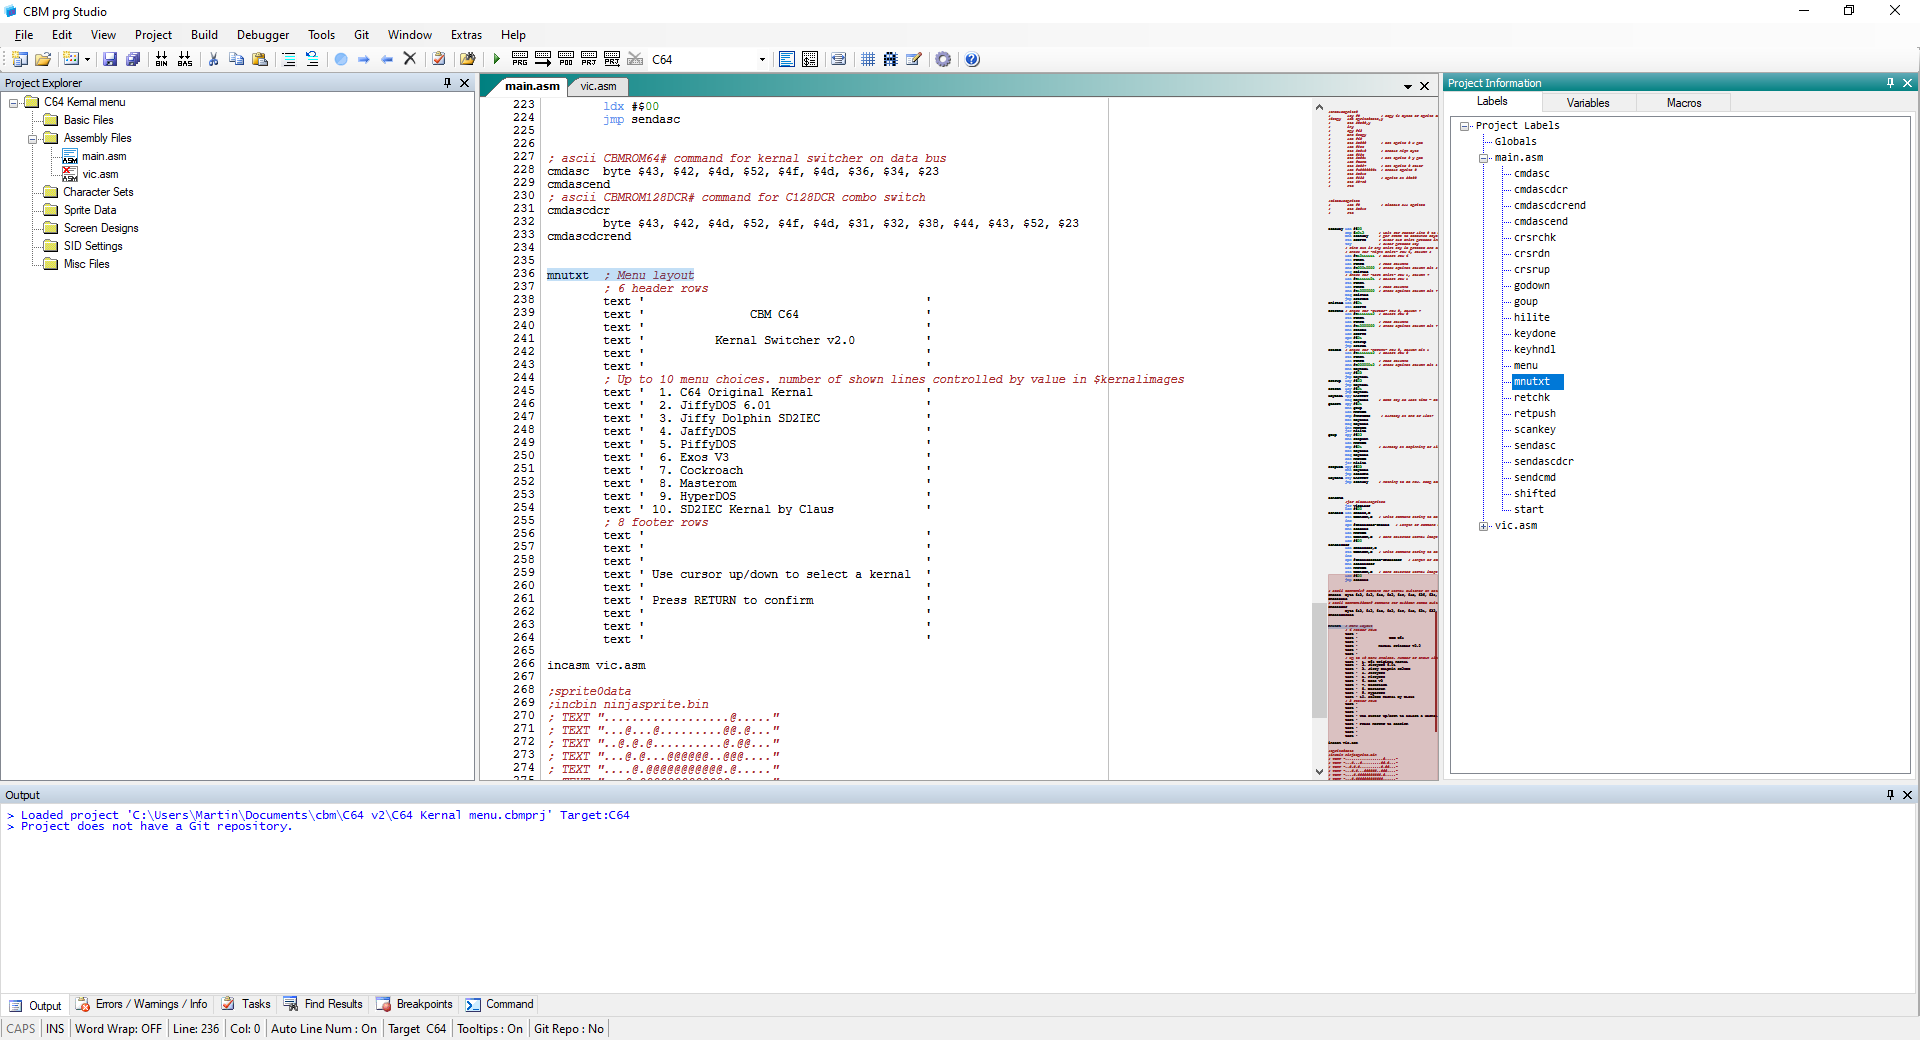 CBM prg Studio
File Edit View Project Build Debugger Tools Git Window Extras Help
BIN BAS PRG POO PRJ PRJ C64
Project Explorer
C64 Kernal menu
Basic Files
Assembly Files
main.asm
vic.asm
Character Sets
Sprite Data
Screen Designs
SID Settings
Misc Files
main.asm vic.asm
223 ldx #$00
224 jmp sendasc
225
226
227 ; ascii CBMROM64# command for kernal switcher on data bus
228 cmdasc byte $43, $42, $4d, $52, $4f, $4d, $36, $34, $23
229 cmdascend
230 ; ascii CBMROM128DCR# command for C128DCR combo switch
231 cmdascdcr
232 byte $43, $42, $4d, $52, $4f, $4d, $31, $32, $38, $44, $43, $52, $23
233 cmdascdcrend
234
235
236 mnutxt ; Menu layout
237 ; 6 header rows
238 text ' '
239 text ' CBM C64 '
240 text ' '
241 text ' Kernal Switcher v2.0 '
242 text ' '
243 text ' '
244 ; Up to 10 menu choices. number of shown lines controlled by value in $kernalimages
245 text ' 1. C64 Original Kernal '
246 text ' 2. JiffyDOS 6.01 '
247 text ' 3. Jiffy Dolphin SD2IEC '
248 text ' 4. JaffyDOS '
249 text ' 5. PiffyDOS '
250 text ' 6. Exos V3 '
251 text ' 7. Cockroach '
252 text ' 8. Masterom '
253 text ' 9. HyperDOS '
254 text ' 10. SD2IEC Kernal by Claus '
255 ; 8 footer rows
256 text ' '
257 text ' '
258 text ' '
259 text ' Use cursor up/down to select a kernal '
260 text ' '
261 text ' Press RETURN to confirm '
262 text ' '
263 text ' '
264 text ' '
265
266 incasm vic.asm
267
268 ;sprite0data
269 ;incbin ninjasprite.bin
270 ; TEXT "..................@....."
271 ; TEXT "...@...@.........@@.@..."
272 ; TEXT "..@.@.@..........@.@@..."
273 ; TEXT "...@.@...@@@@@@..@@@...."
274 ; TEXT "....@.@@@@@@@@@@@.@....."
Project Information
Labels Variables Macros
Project Labels
Globals
main.asm
cmdasc
cmdascdcr
cmdascdcrend
cmdascend
crsrchk
crsrdn
crsrup
godown
goup
hilite
keydone
keyhndl
menu
mnutxt
retchk
retpush
scankey
sendasc
sendascdcr
sendcmd
shifted
start
vic.asm
Output
> Loaded project 'C:\Users\Martin\Documents\cbm\C64 v2\C64 Kernal menu.cbmprj' Target:C64
> Project does not have a Git repository.
Output Errors / Warnings / Info Tasks Find Results Breakpoints Command
CAPS INS Word Wrap: OFF Line: 236 Col: 0 Auto Line Num : On Target C64 Tooltips : On Git Repo : No